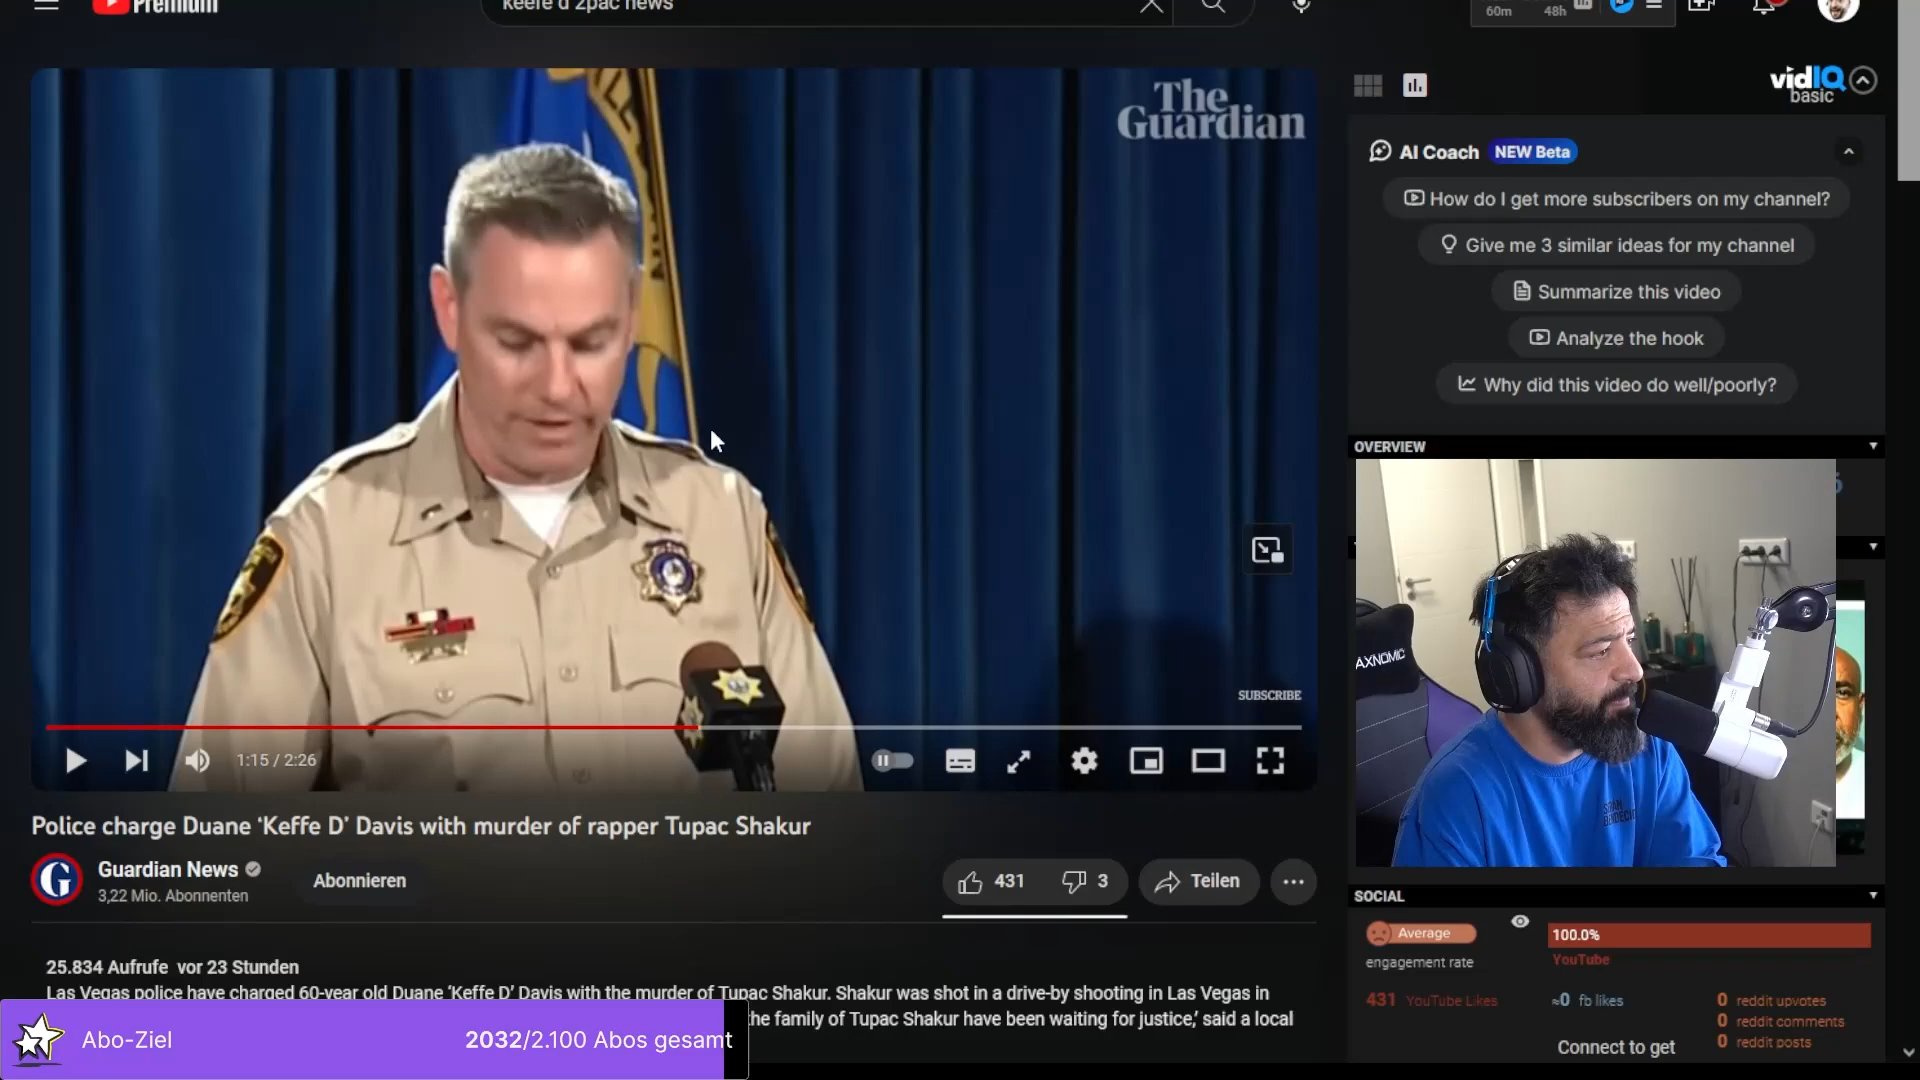 Premium
keefe d 2pac news
60m
48h
The
Guardian
SUBSCRIBE
1:15 / 2:26
Police charge Duane ‘Keffe D’ Davis with murder of rapper Tupac Shakur
G
Guardian News
3,22 Mio. Abonnenten
Abonnieren
431
3
Teilen
25.834 Aufrufe vor 23 Stunden
Las Vegas police have charged 60-year old Duane ‘Keffe D’ Davis with the murder of Tupac Shakur. Shakur was shot in a drive-by shooting in Las Vegas in
the family of Tupac Shakur have been waiting for justice,’ said a local
Abo-Ziel
2032/2.100 Abos gesamt
vidIQ
basic
AI Coach NEW Beta
How do I get more subscribers on my channel?
Give me 3 similar ideas for my channel
Summarize this video
Analyze the hook
Why did this video do well/poorly?
OVERVIEW
AXNOMIC
SOCIAL
Average
engagement rate
100.0%
YouTube
431 YouTube Likes
≈0 fb likes
0 reddit upvotes
0 reddit comments
0 reddit posts
Connect to get